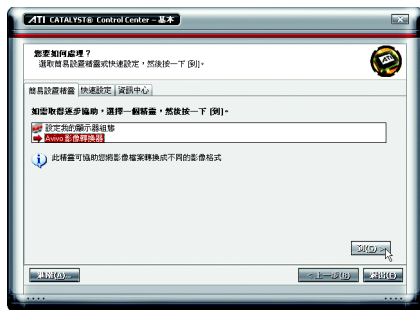 ATI CATALYST® Control Center – 基本
您要如何處理？
選取簡易設置精靈或快速設定，然後按一下 [到]。
ATI
簡易設置精靈 快速設定 資訊中心
如需取得逐步協助，選擇一個精靈，然後按一下 [到]。
設定我的顯示器組態
Avivo 影像轉換器
此精靈可協助您將影像檔案轉換成不同的影像格式
到(G) >
進階(A)...
< 上一步(B)